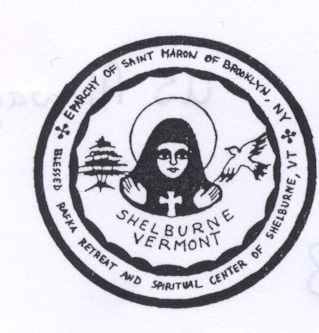 EPARCHY OF SAINT MARON OF BROOKLYN, NY
BLESSED RAFKA RETREAT AND SPIRITUAL CENTER OF SHELBURNE, VT
SHELBURNE
VERMONT